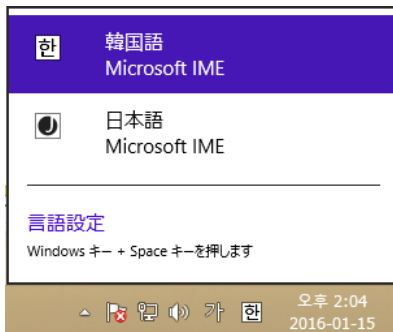 한 韓国語
Microsoft IME
日本語
Microsoft IME
言語設定
Windows キー + Space キーを押します
가 한 오후 2:04
2016-01-15